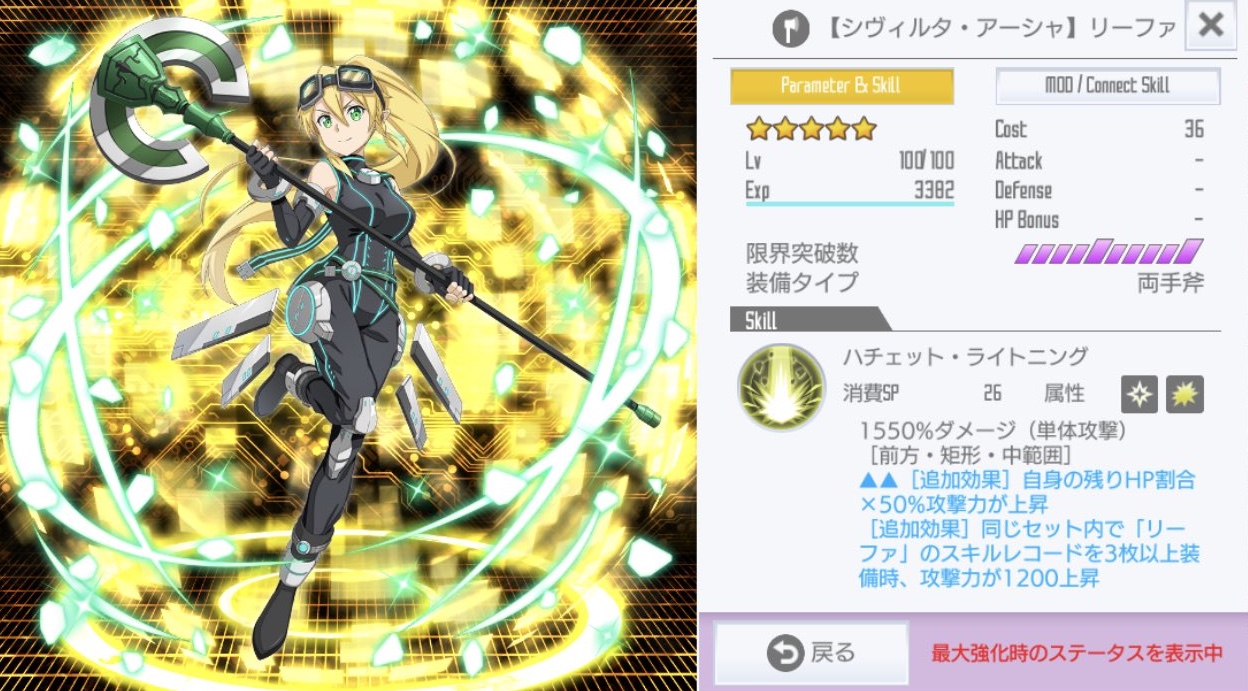 【シヴィルタ・アーシャ】リーファ
Parameter & Skill
MOD / Connect Skill
Lv 100/100
Exp 3382
Cost 36
Attack -
Defense -
HP Bonus -
限界突破数
装備タイプ 両手斧
Skill
ハチェット・ライトニング
消費SP 26 属性
1550%ダメージ（単体攻撃）
［前方・矩形・中範囲］
▲▲［追加効果］自身の残りHP割合
×50%攻撃力が上昇
［追加効果］同じセット内で「リー
ファ」のスキルレコードを3枚以上装
備時、攻撃力が1200上昇
戻る
最大強化時のステータスを表示中